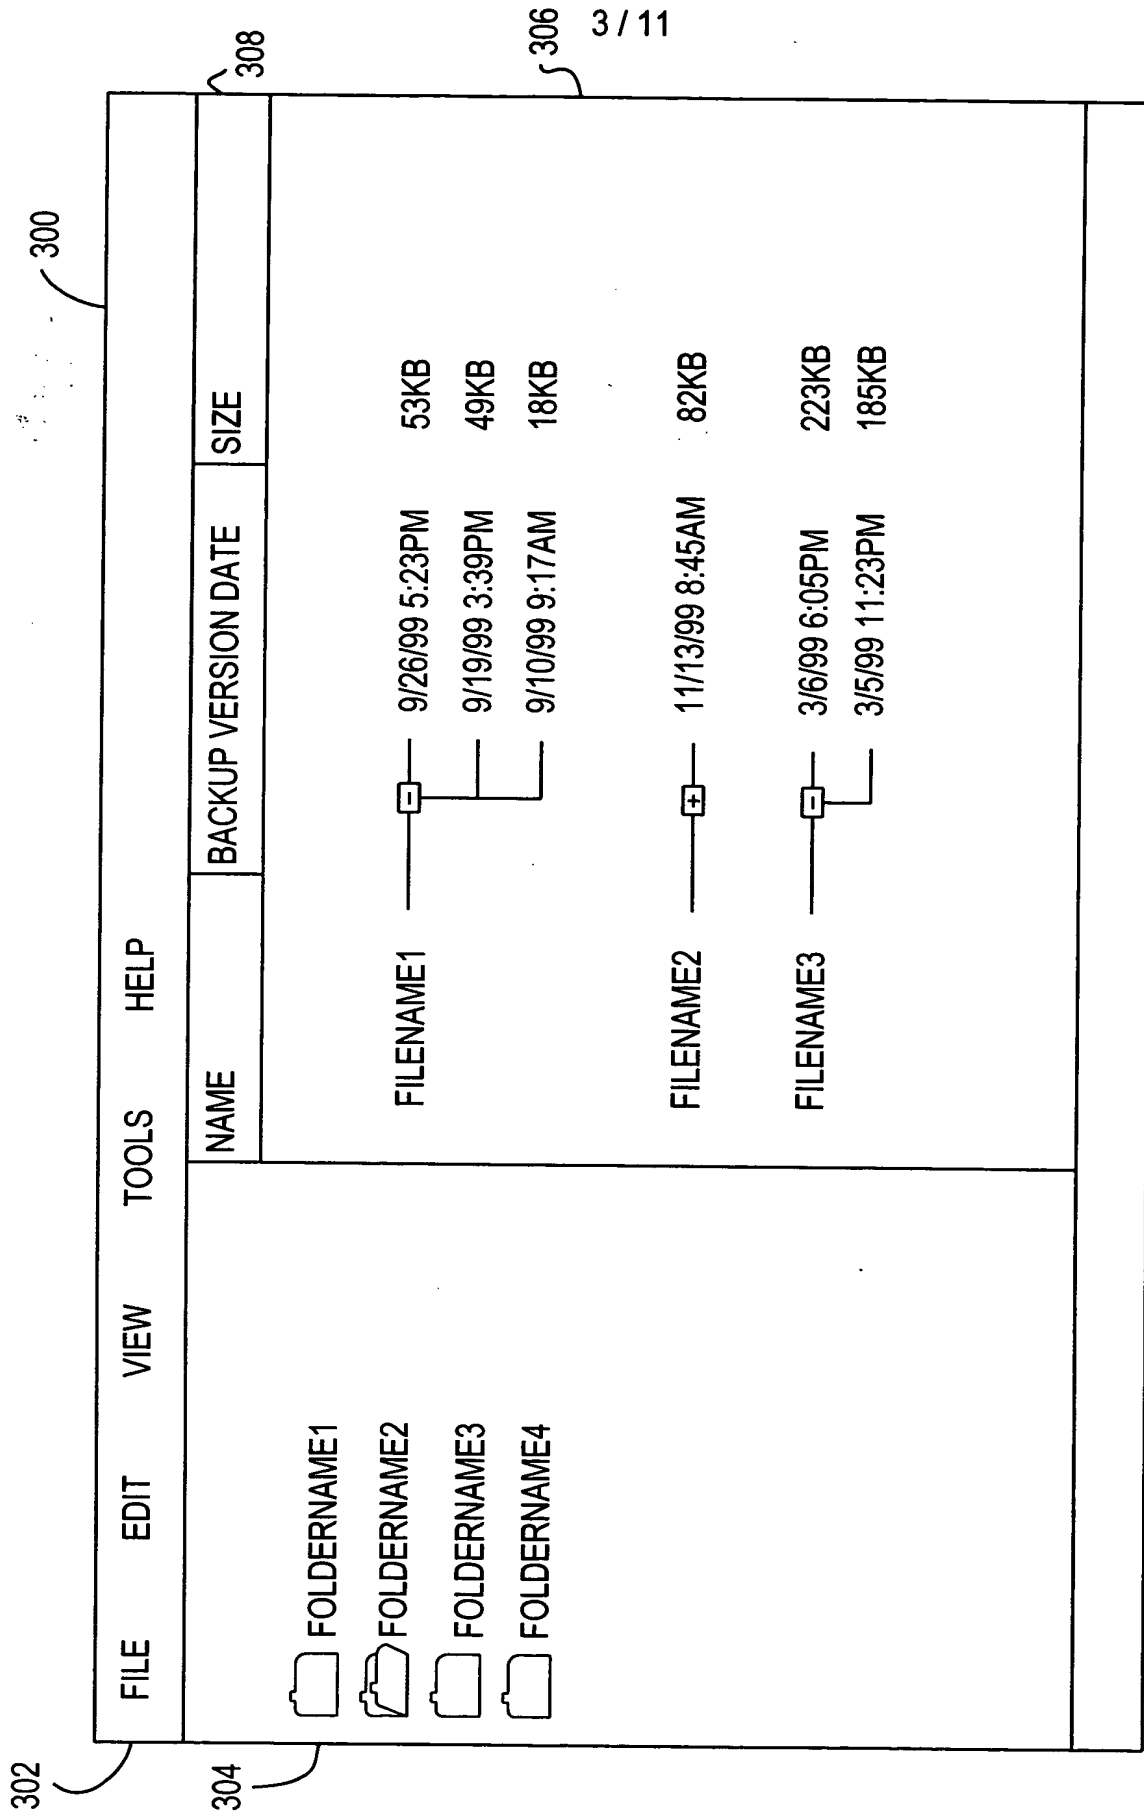 3 / 11
300
302
FILE EDIT VIEW TOOLS HELP
304
FOLDERNAME1
FOLDERNAME2
FOLDERNAME3
FOLDERNAME4
308
NAME BACKUP VERSION DATE SIZE
306
FILENAME1 - 9/26/99 5:23PM 53KB
9/19/99 3:39PM 49KB
9/10/99 9:17AM 18KB
FILENAME2 + 11/13/99 8:45AM 82KB
FILENAME3 - 3/6/99 6:05PM 223KB
3/5/99 11:23PM 185KB